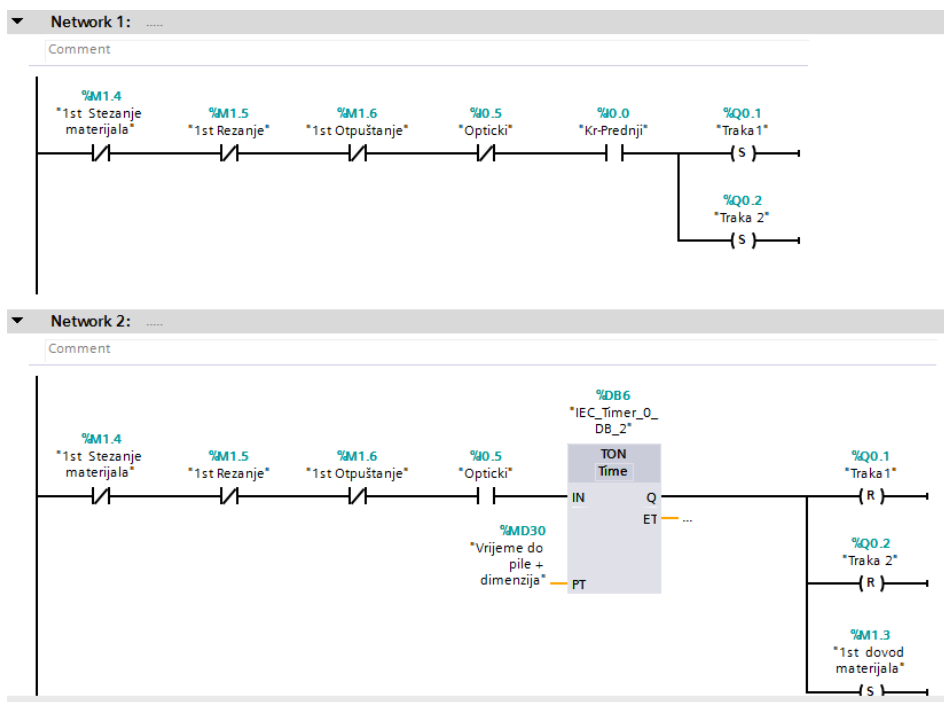 Network 1: .....
Comment
%M1.4
"1st Stezanje
materijala"
%M1.5
"1st Rezanje"
%M1.6
"1st Otpuštanje"
%I0.5
"Opticki"
%I0.0
"Kr-Prednji"
%Q0.1
"Traka1"
S
%Q0.2
"Traka 2"
S
Network 2: .....
Comment
%M1.4
"1st Stezanje
materijala"
%M1.5
"1st Rezanje"
%M1.6
"1st Otpuštanje"
%I0.5
"Opticki"
%MD30
"Vrijeme do
pile +
dimenzija"
%DB6
"IEC_Timer_0_
DB_2"
TON
Time
IN
Q
ET
...
PT
%Q0.1
"Traka1"
R
%Q0.2
"Traka 2"
R
%M1.3
"1st dovod
materijala"
S